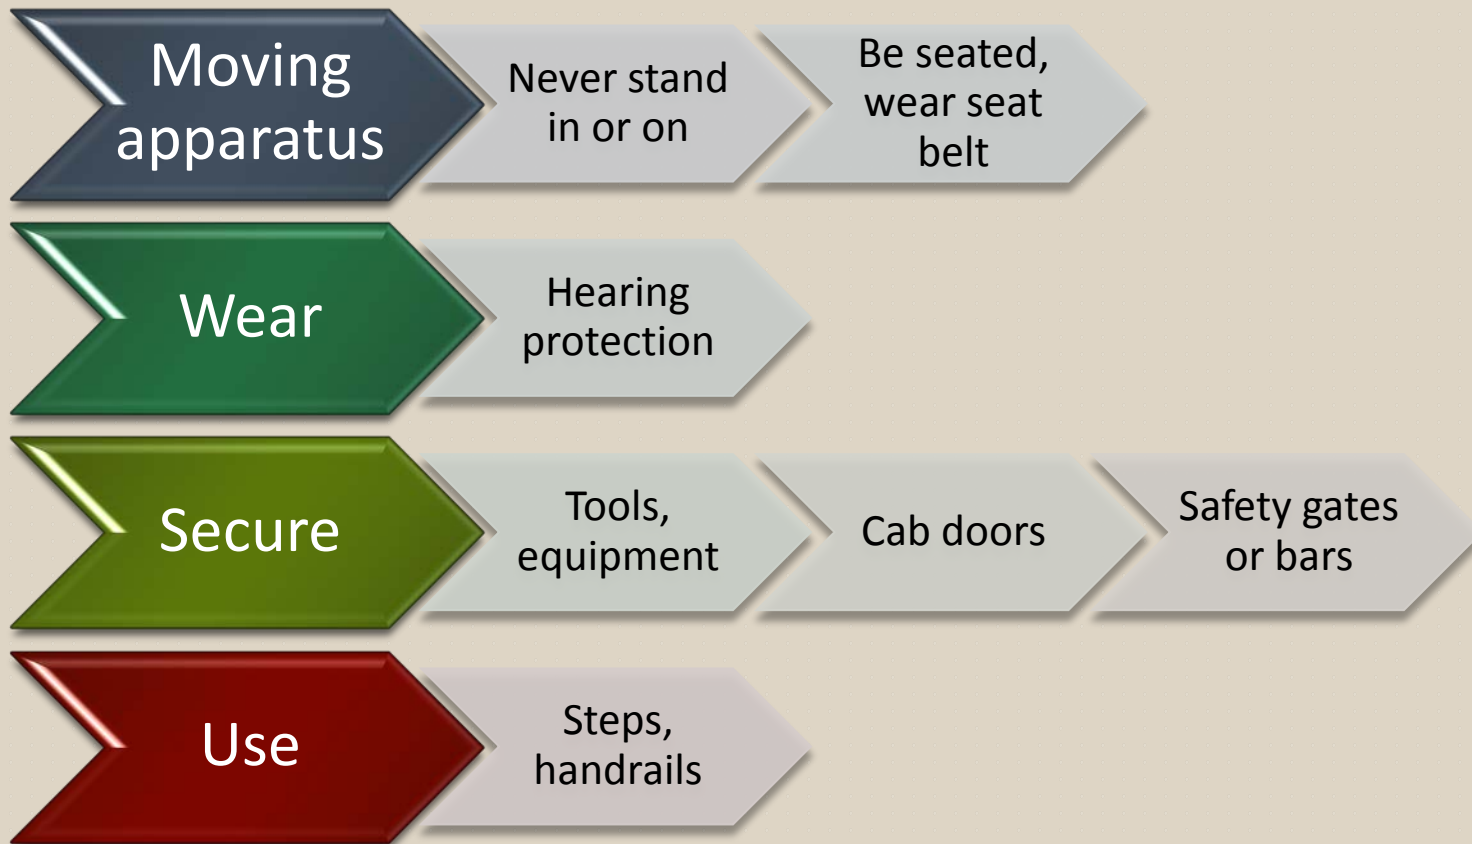 Moving
apparatus
Never stand
in or on
Be seated,
wear seat
belt
Wear
Hearing
protection
Secure
Tools,
equipment
Cab doors
Safety gates
or bars
Use
Steps,
handrails